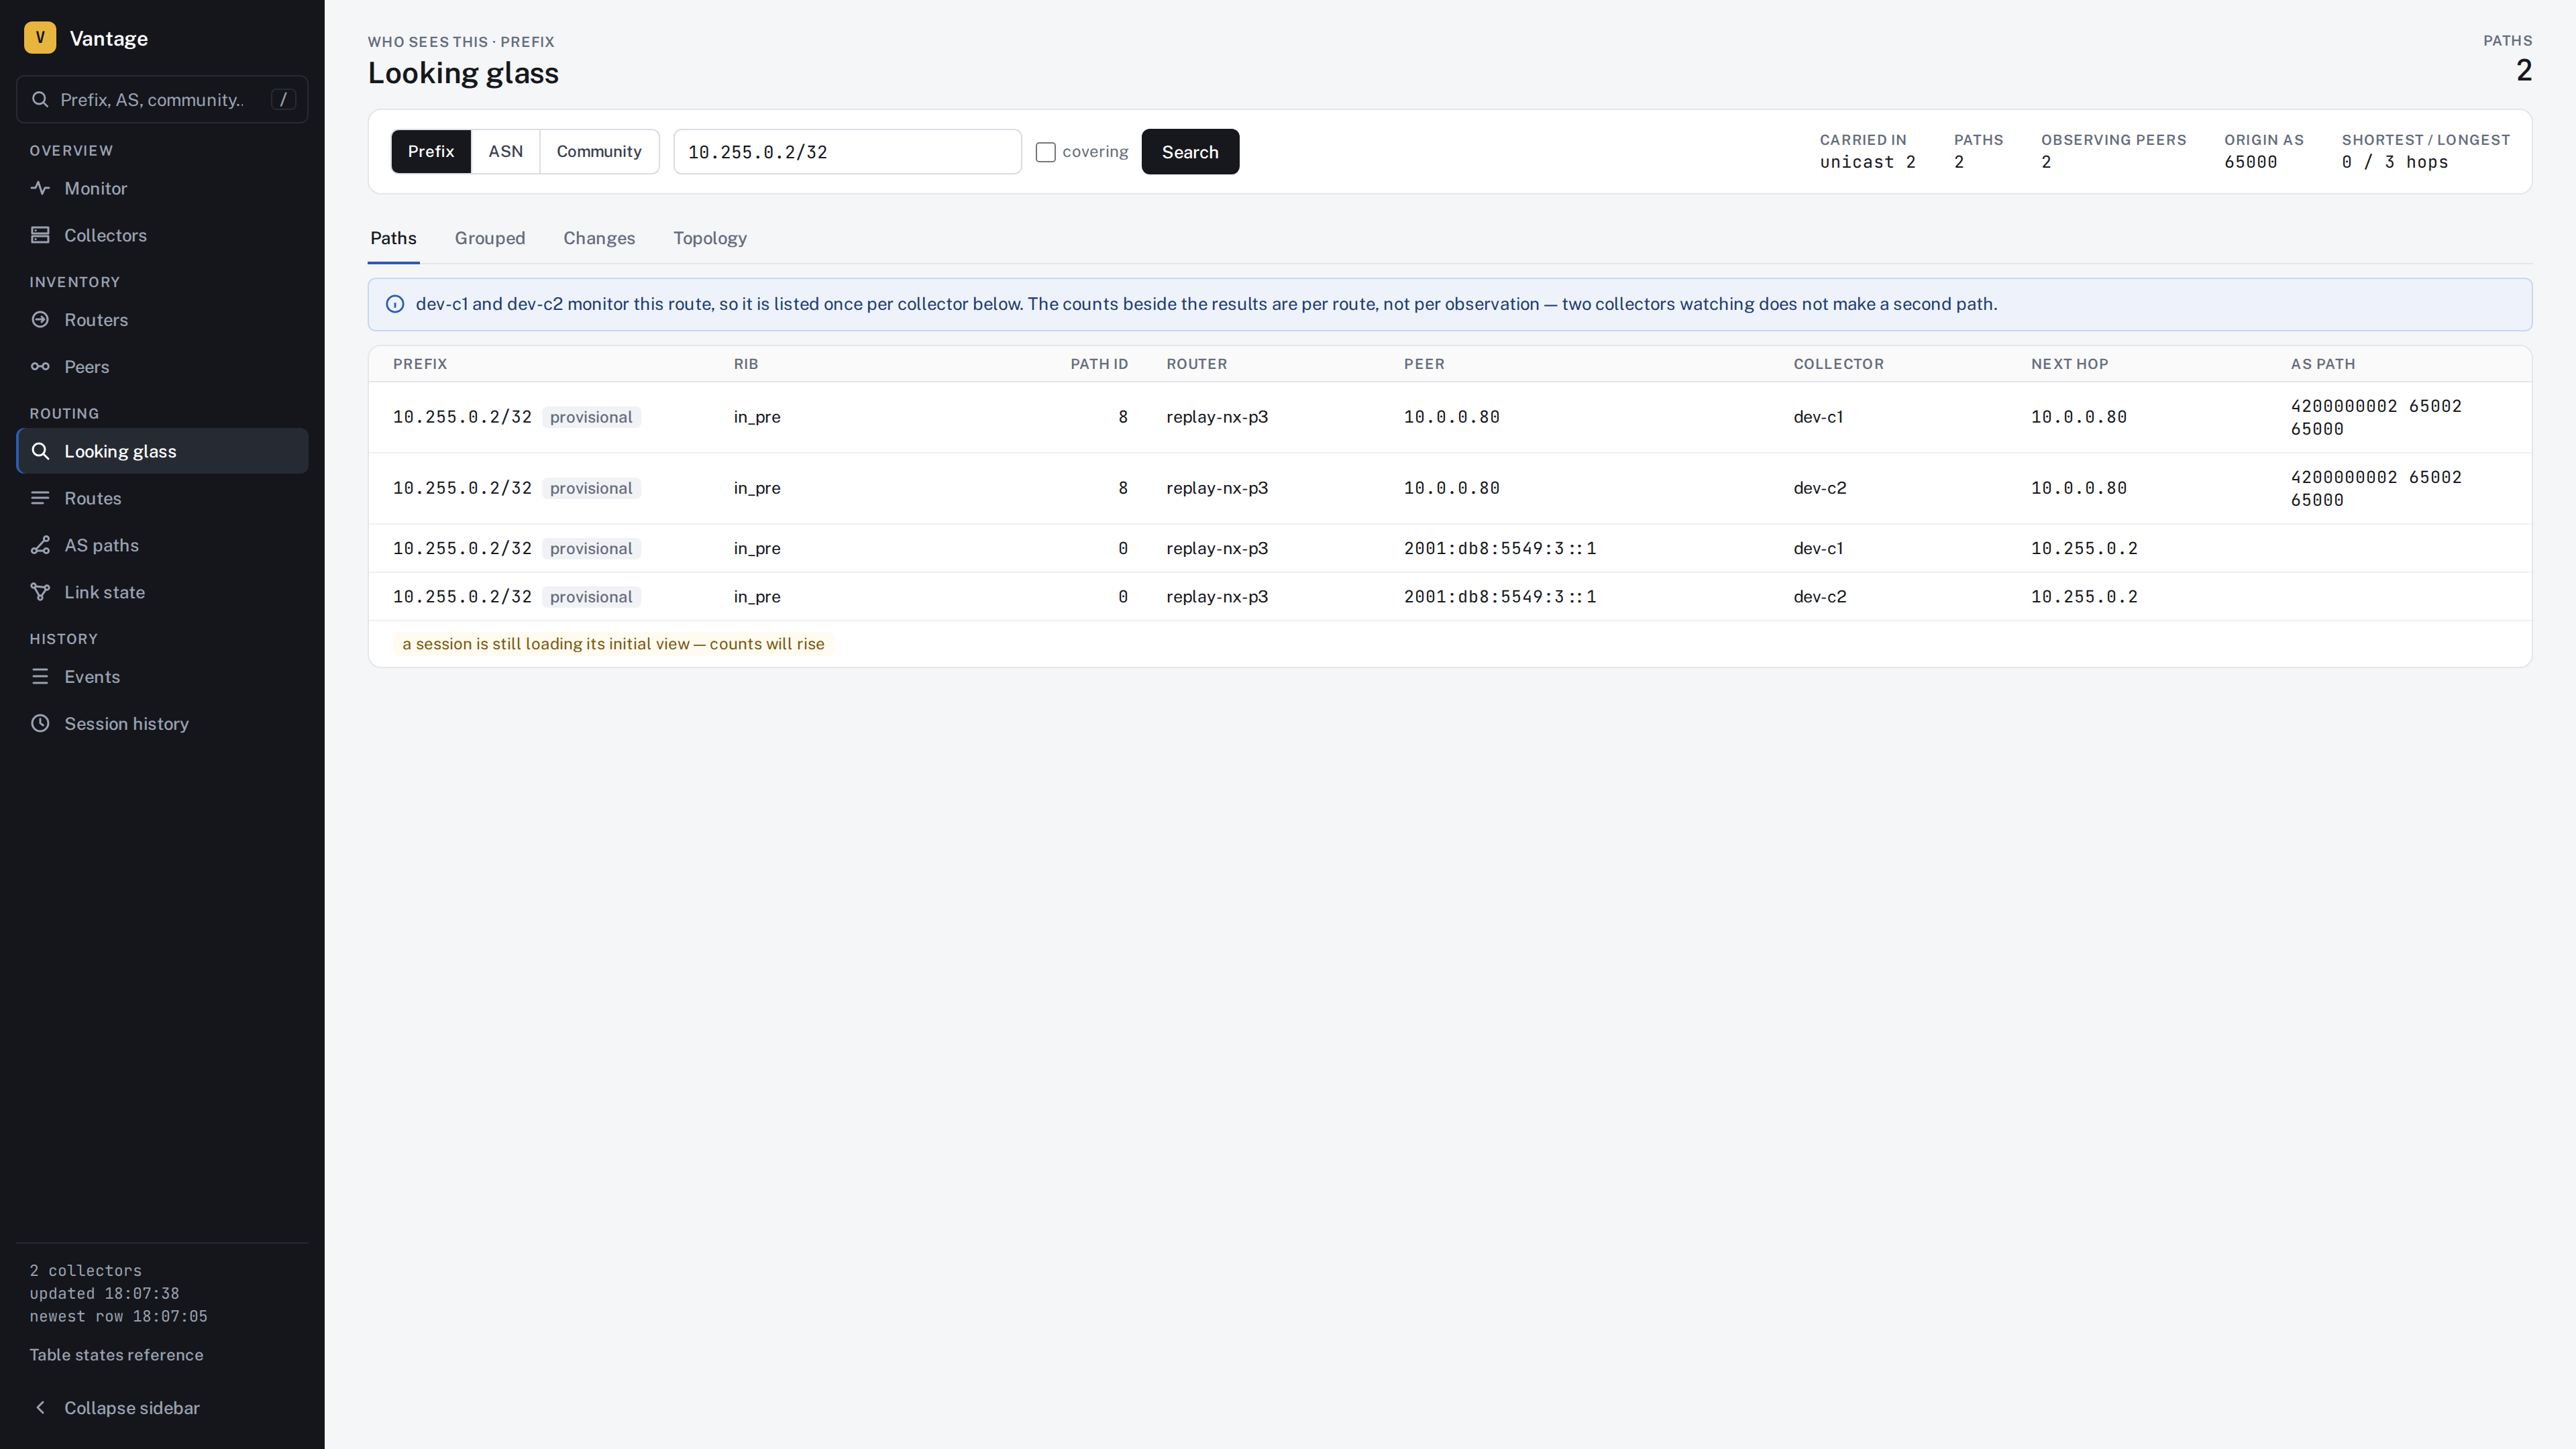 V Vantage
Prefix, AS, community.. /
OVERVIEW
Monitor
Collectors
INVENTORY
Routers
Peers
ROUTING
Looking glass
Routes
AS paths
Link state
HISTORY
Events
Session history
2 collectors
updated 18:07:38
newest row 18:07:05
Table states reference
Collapse sidebar
WHO SEES THIS · PREFIX
Looking glass
PATHS
2
Prefix ASN Community 10.255.0.2/32 covering Search
CARRIED IN PATHS OBSERVING PEERS ORIGIN AS SHORTEST / LONGEST
unicast 2 2 2 65000 0 / 3 hops
Paths Grouped Changes Topology
dev-c1 and dev-c2 monitor this route, so it is listed once per collector below. The counts beside the results are per route, not per observation — two collectors watching does not make a second path.
PREFIX RIB PATH ID ROUTER PEER COLLECTOR NEXT HOP AS PATH
10.255.0.2/32 provisional in_pre 8 replay-nx-p3 10.0.0.80 dev-c1 10.0.0.80 4200000002 65002
65000
10.255.0.2/32 provisional in_pre 8 replay-nx-p3 10.0.0.80 dev-c2 10.0.0.80 4200000002 65002
65000
10.255.0.2/32 provisional in_pre 0 replay-nx-p3 2001:db8:5549:3::1 dev-c1 10.255.0.2
10.255.0.2/32 provisional in_pre 0 replay-nx-p3 2001:db8:5549:3::1 dev-c2 10.255.0.2
a session is still loading its initial view — counts will rise